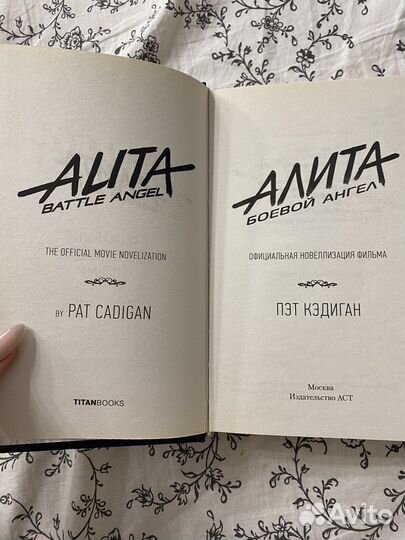 ALITA
BATTLE ANGEL
THE OFFICIAL MOVIE NOVELIZATION
BY PAT CADIGAN
TITANBOOKS
АЛИТА
БОЕВОЙ АНГЕЛ
ОФИЦИАЛЬНАЯ НОВЕЛЛИЗАЦИЯ ФИЛЬМА
ПЭТ КЭДИГАН
Москва
Издательство АСТ
Avito